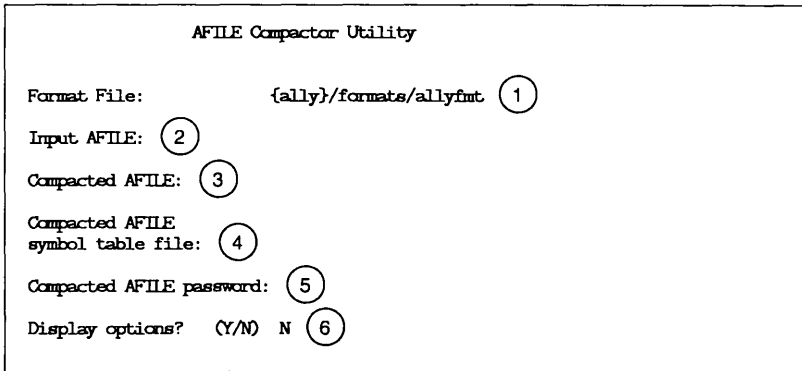 AFILE Compactor Utility
Format File: {ally}/formats/allyfmt 1
Input AFILE: 2
Compacted AFILE: 3
Compacted AFILE
symbol table file: 4
Compacted AFILE password: 5
Display options? (Y/N) N 6